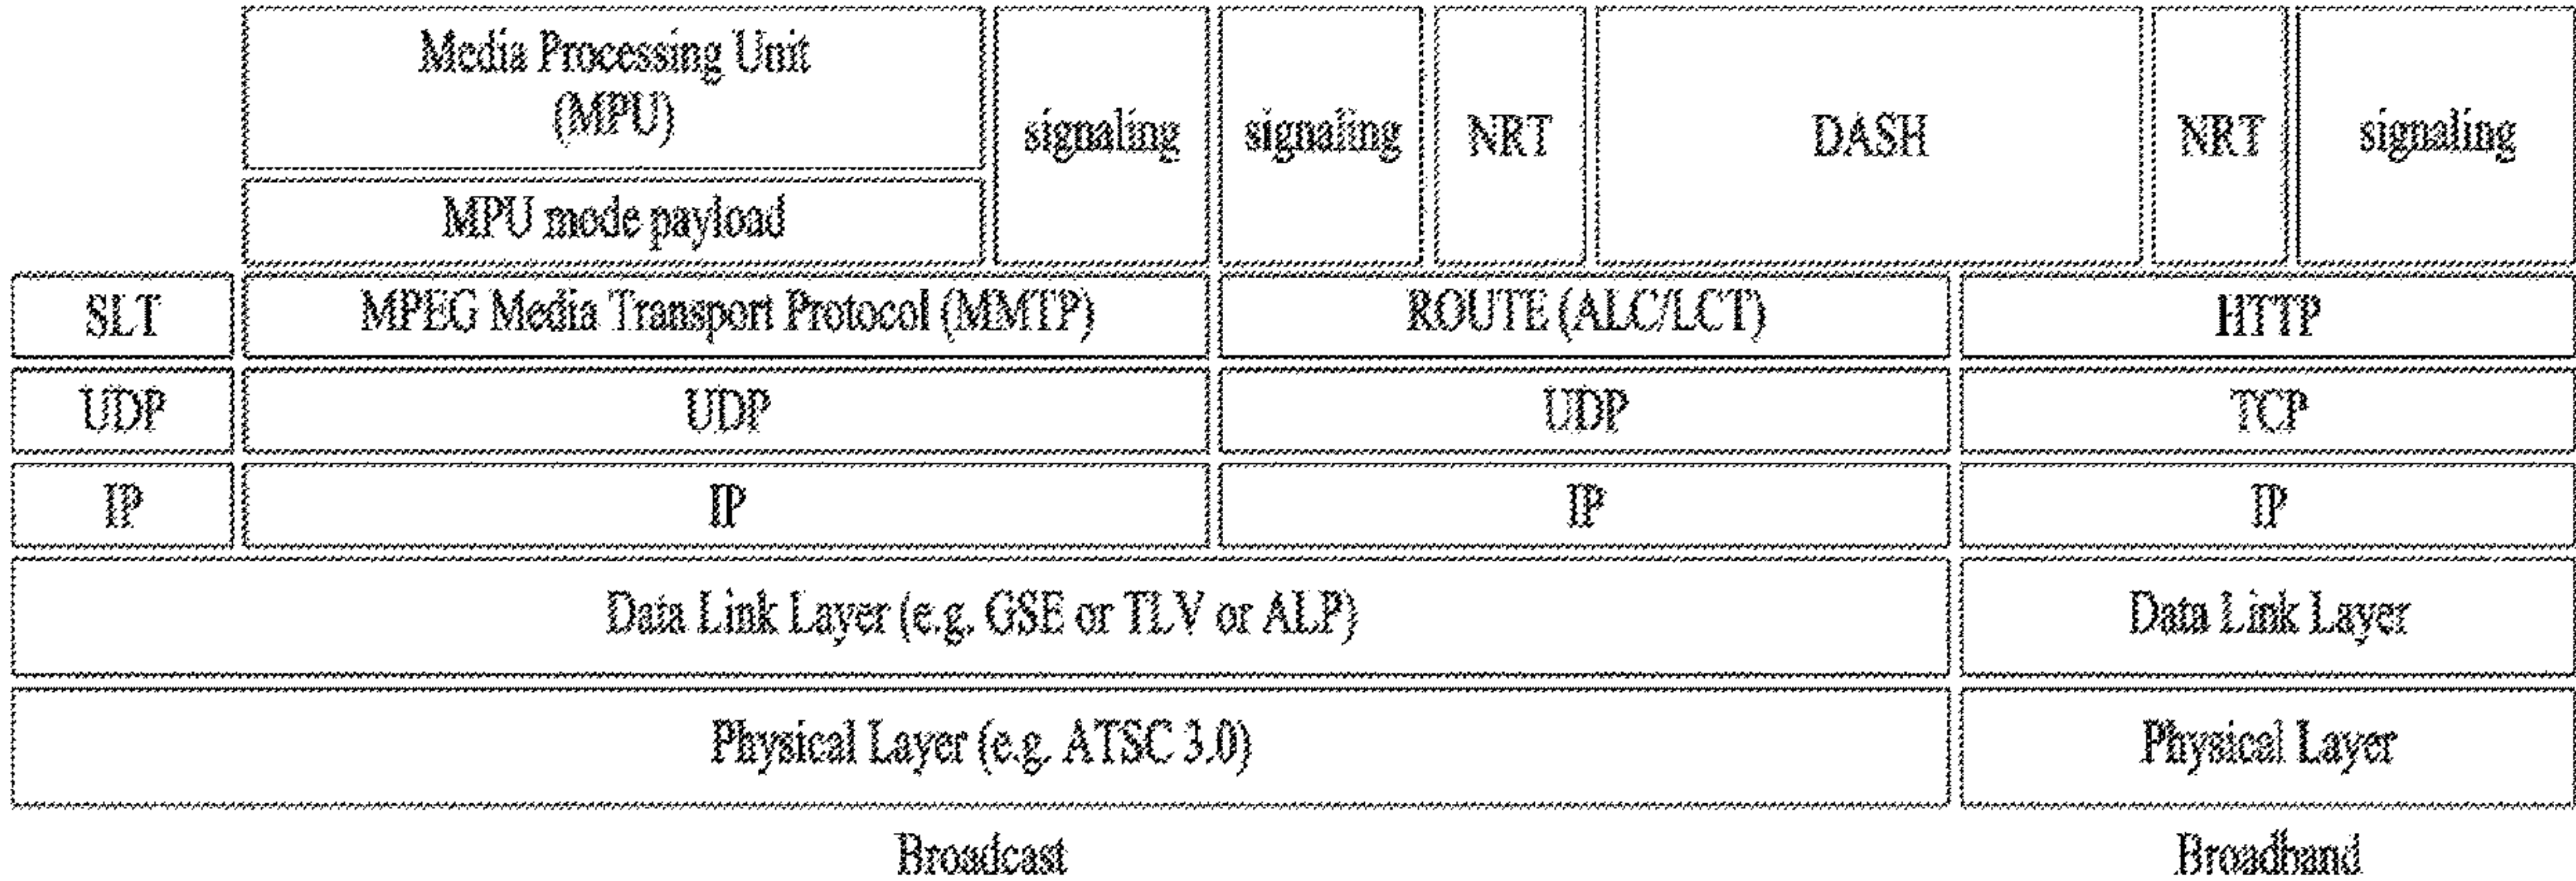 Media Processing Unit
(MPU)
signaling
signaling
NRT
DASH
NRT
signaling
MPU mode payload
SLT
MPEG Media Transport Protocol (MMTP)
ROUTE (ALC/LCT)
HTTP
UDP
UDP
UDP
TCP
IP
IP
IP
IP
Data Link Layer (e.g. GSE or TLV or ALP)
Data Link Layer
Physical Layer (e.g. ATSC 3.0)
Physical Layer
Broadcast
Broadband